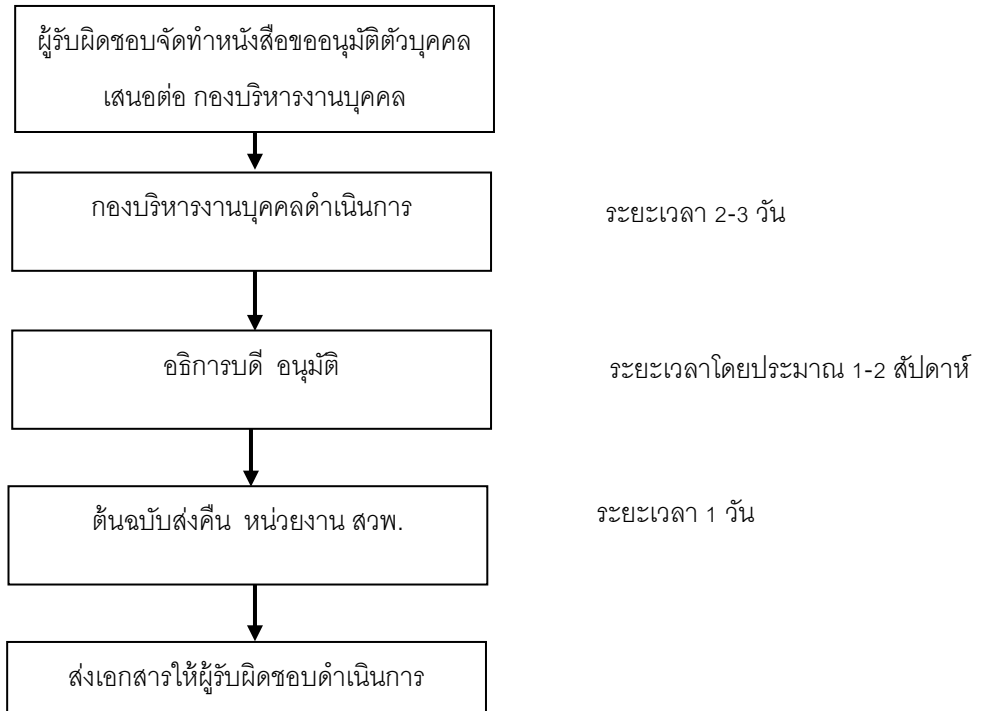 ผู้รับผิดชอบจัดทำหนังสือขออนุมัติตัวบุคคล
เสนอต่อ กองบริหารงานบุคคล
กองบริหารงานบุคคลดำเนินการ
ระยะเวลา 2-3 วัน
อธิการบดี อนุมัติ
ระยะเวลาโดยประมาณ 1-2 สัปดาห์
ต้นฉบับส่งคืน หน่วยงาน สวพ.
ระยะเวลา 1 วัน
ส่งเอกสารให้ผู้รับผิดชอบดำเนินการ